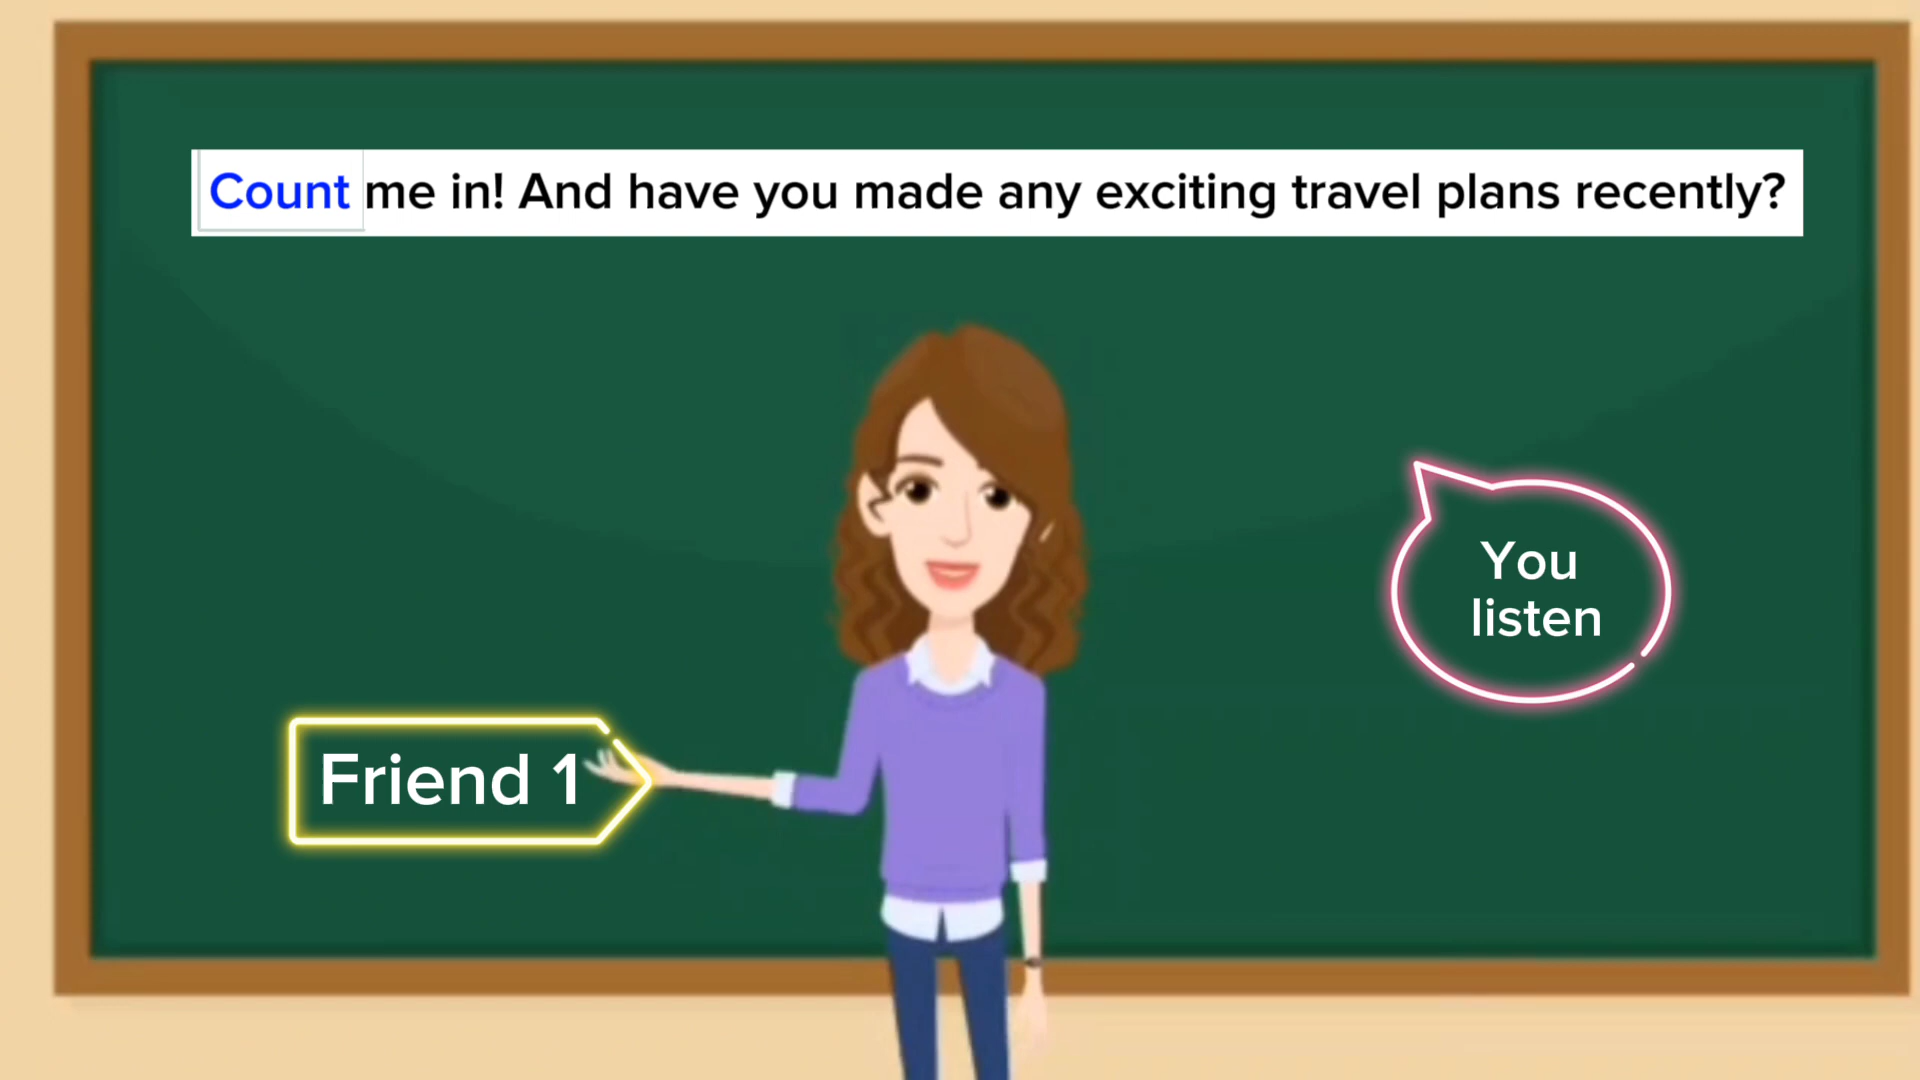 Count me in! And have you made any exciting travel plans recently?
You
listen
Friend 1